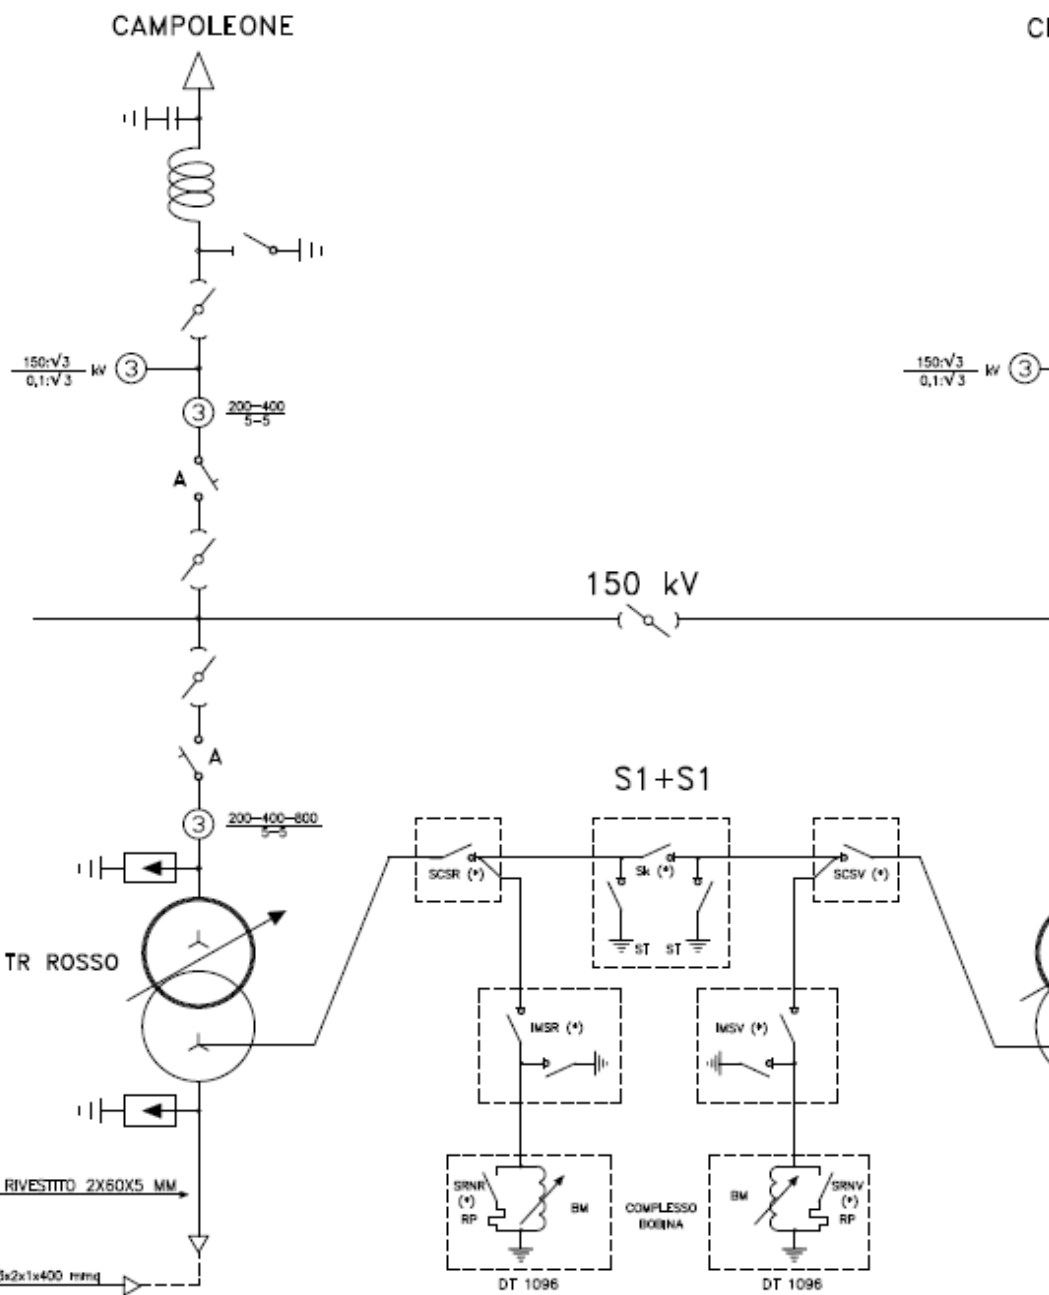 CAMPOLEONE
150:√3
0,1:√3
kV
3
150:√3
0,1:√3
kV
3
3
200-400
5-5
A
150 kV
A
S1+S1
3
200-400-800
5-5
SCSR (*)
Sk (*)
SCSV (*)
ST
ST
TR ROSSO
IMSR (*)
IMSV (*)
RIVESTITO 2X60X5 MM
SRNR
(*)
RP
BM
COMPLESSO
BOBINA
BM
SRNV
(*)
RP
x2x1x400 mmq
DT 1096
DT 1096